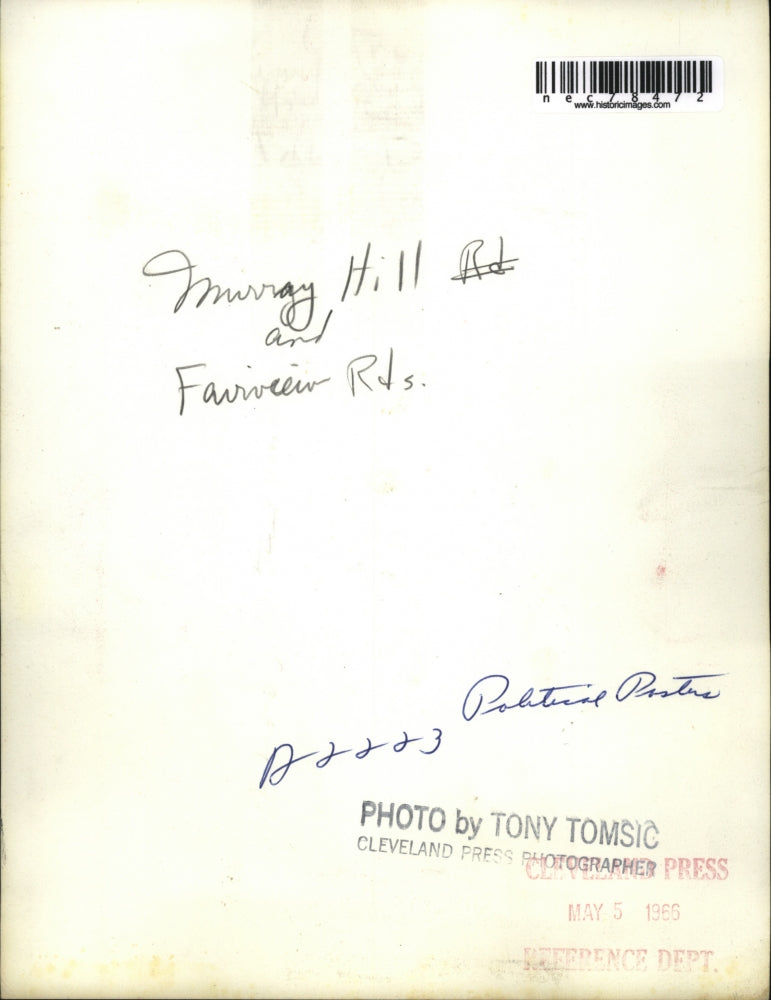 nec78472
www.historicimages.com
Murray Hill Rd
and
Fairview Rds.
Political Posters
A22223
PHOTO by TONY TOMSIC
CLEVELAND PRESS PHOTOGRAPHER
CLEVELAND PRESS
MAY 5 1966
REFERENCE DEPT.